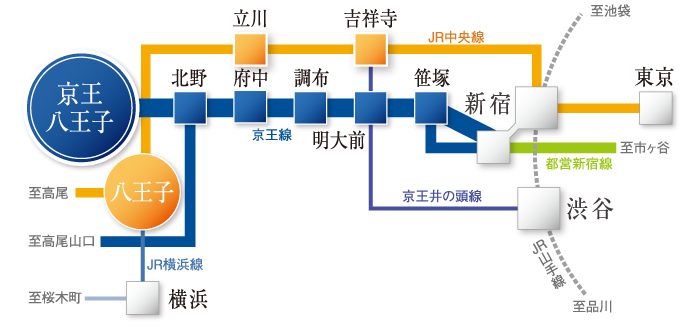 至池袋
立川
吉祥寺
JR中央線
北野
府中
調布
笹塚
新宿
東京
京王
八王子
京王線
明大前
至市ヶ谷
都営新宿線
八王子
至高尾
京王井の頭線
渋谷
至高尾山口
JR山手線
JR横浜線
至桜木町
横浜
至品川